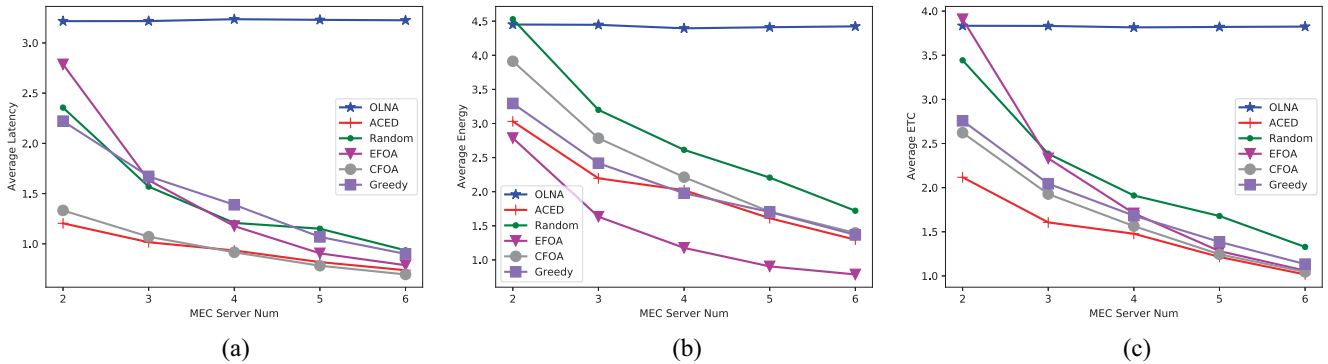 Average Latency
3.0
2.5
2.0
1.5
1.0
OLNA
ACED
Random
EFOA
CFOA
Greedy
2 3 4 5 6
MEC Server Num
(a)
Average Energy
4.5
4.0
3.5
3.0
2.5
2.0
1.5
1.0
OLNA
ACED
Random
EFOA
CFOA
Greedy
2 3 4 5 6
MEC Server Num
(b)
Average ETC
4.0
3.5
3.0
2.5
2.0
1.5
1.0
OLNA
ACED
Random
EFOA
CFOA
Greedy
2 3 4 5 6
MEC Server Num
(c)